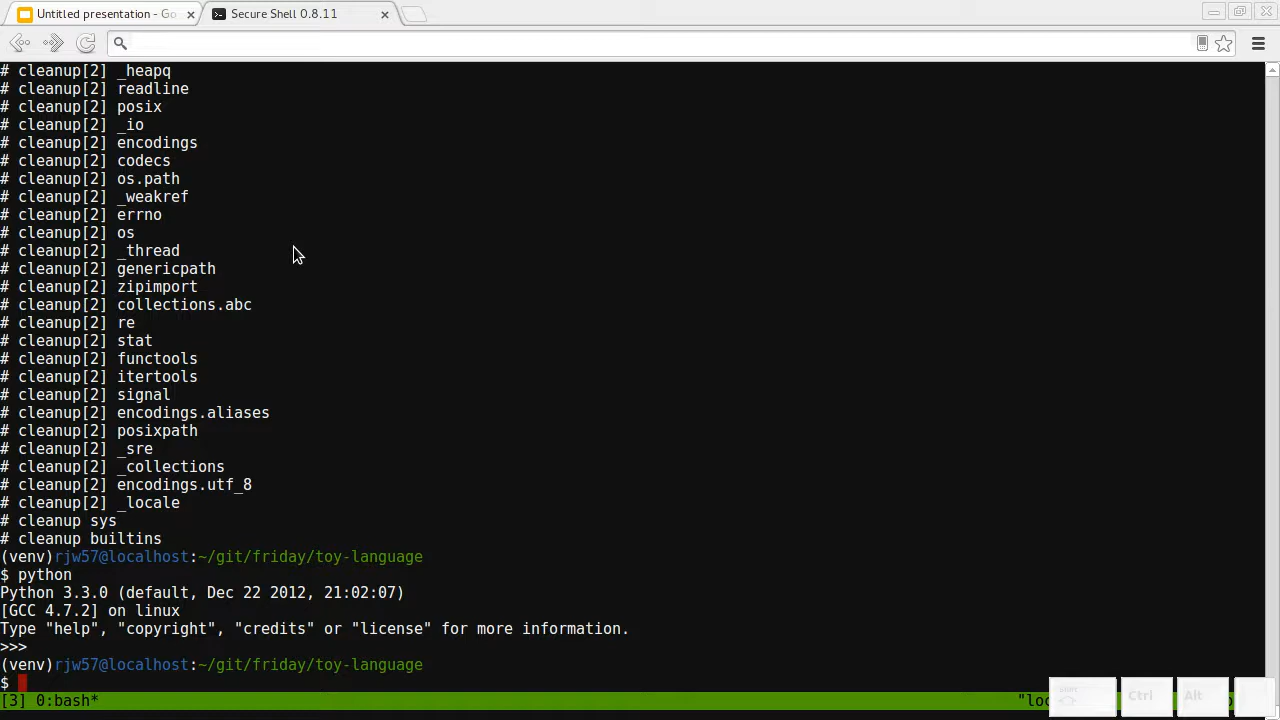 Untitled presentation - Go
Secure Shell 0.8.11
# cleanup[2] _heapq
# cleanup[2] readline
# cleanup[2] posix
# cleanup[2] _io
# cleanup[2] encodings
# cleanup[2] codecs
# cleanup[2] os.path
# cleanup[2] _weakref
# cleanup[2] errno
# cleanup[2] os
# cleanup[2] _thread
# cleanup[2] genericpath
# cleanup[2] zipimport
# cleanup[2] collections.abc
# cleanup[2] re
# cleanup[2] stat
# cleanup[2] functools
# cleanup[2] itertools
# cleanup[2] signal
# cleanup[2] encodings.aliases
# cleanup[2] posixpath
# cleanup[2] _sre
# cleanup[2] _collections
# cleanup[2] encodings.utf_8
# cleanup[2] _locale
# cleanup sys
# cleanup builtins
(venv)rjw57@localhost:~/git/friday/toy-language
$ python
Python 3.3.0 (default, Dec 22 2012, 21:02:07)
[GCC 4.7.2] on linux
Type "help", "copyright", "credits" or "license" for more information.
>>>
(venv)rjw57@localhost:~/git/friday/toy-language
$
[3] 0:bash* "loc
Ctrl Alt